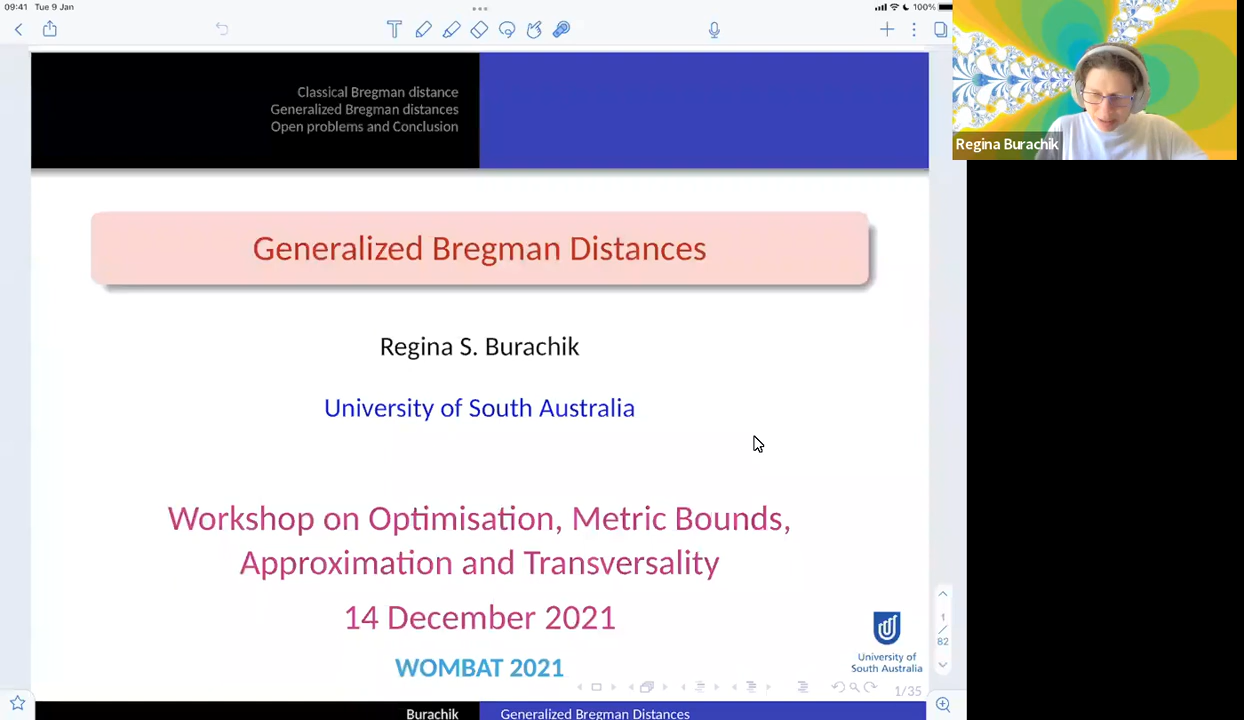 09:41 Tue 9 Jan
100%
Classical Bregman distance
Generalized Bregman distances
Open problems and Conclusion
Generalized Bregman Distances
Regina S. Burachik
University of South Australia
Workshop on Optimisation, Metric Bounds,
Approximation and Transversality
14 December 2021
WOMBAT 2021
University of
South Australia
1/35
Burachik
Generalized Bregman Distances
1
/
82
Regina Burachik